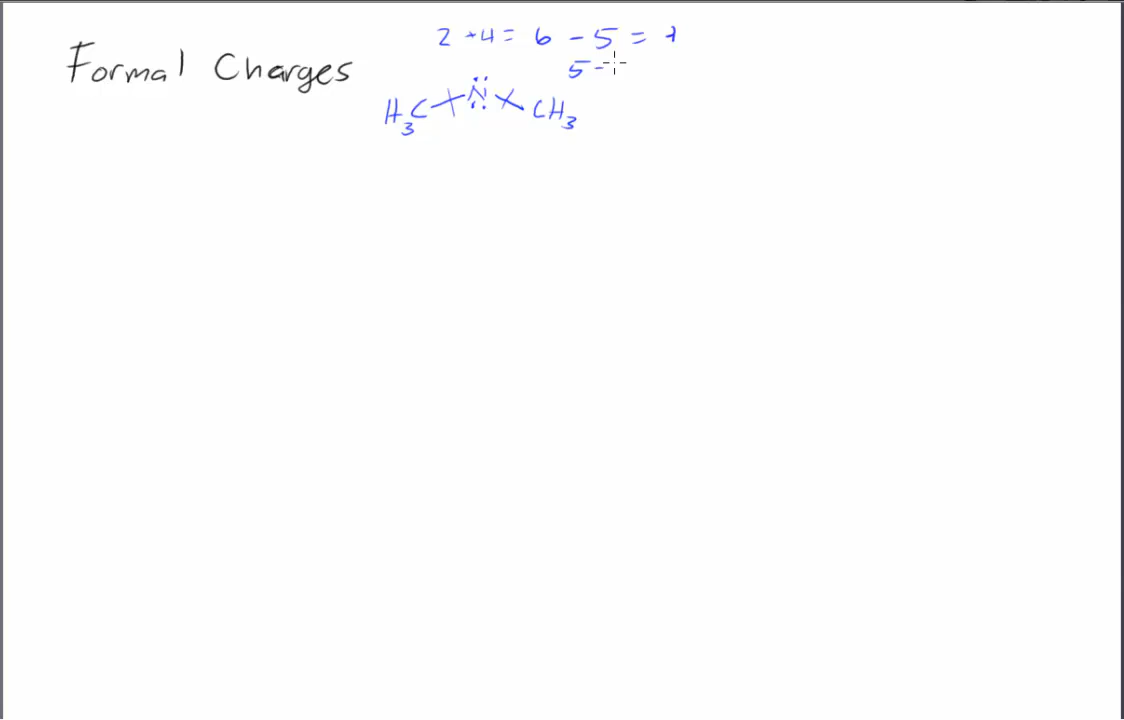 2 + 4 = 6 - 5 = 1
Formal Charges
5 -
H3C N̈ CH3